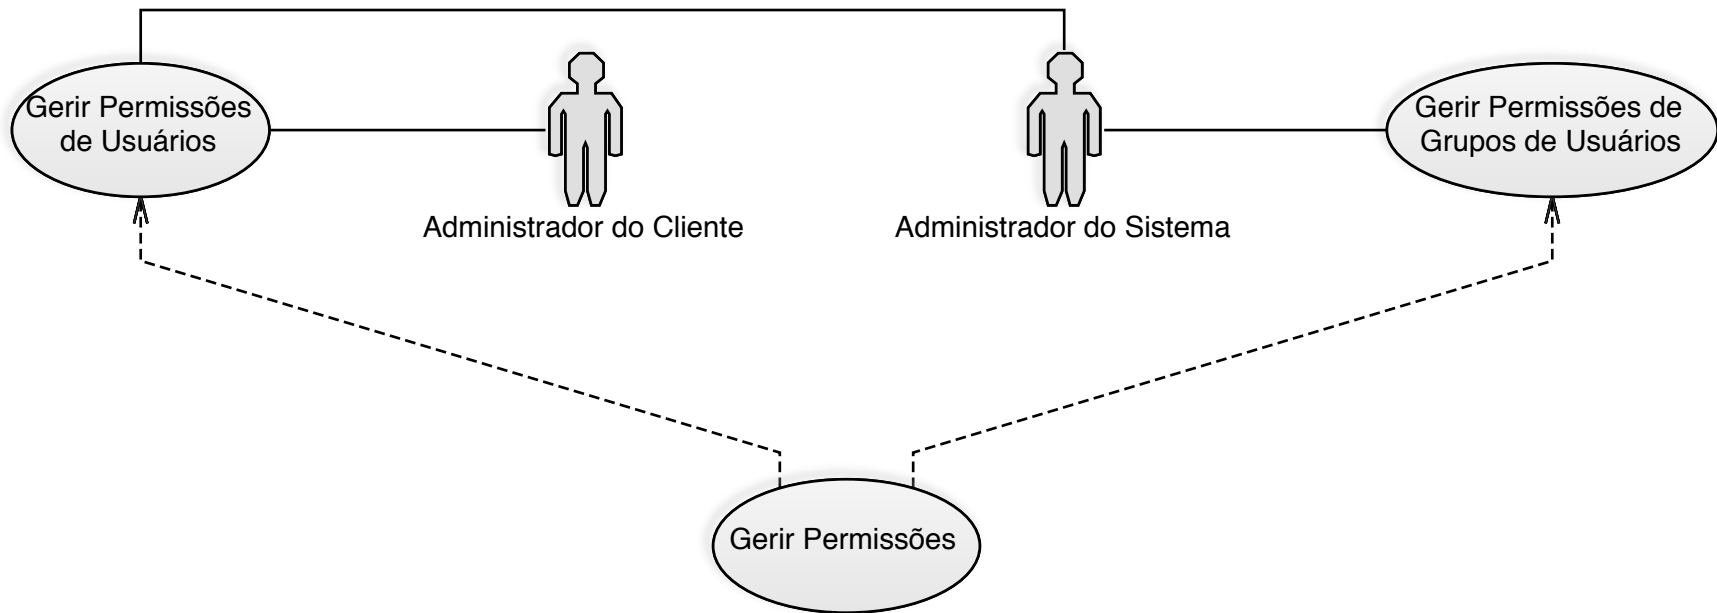 Gerir Permissões
de Usuários
Administrador do Cliente
Administrador do Sistema
Gerir Permissões de
Grupos de Usuários
Gerir Permissões